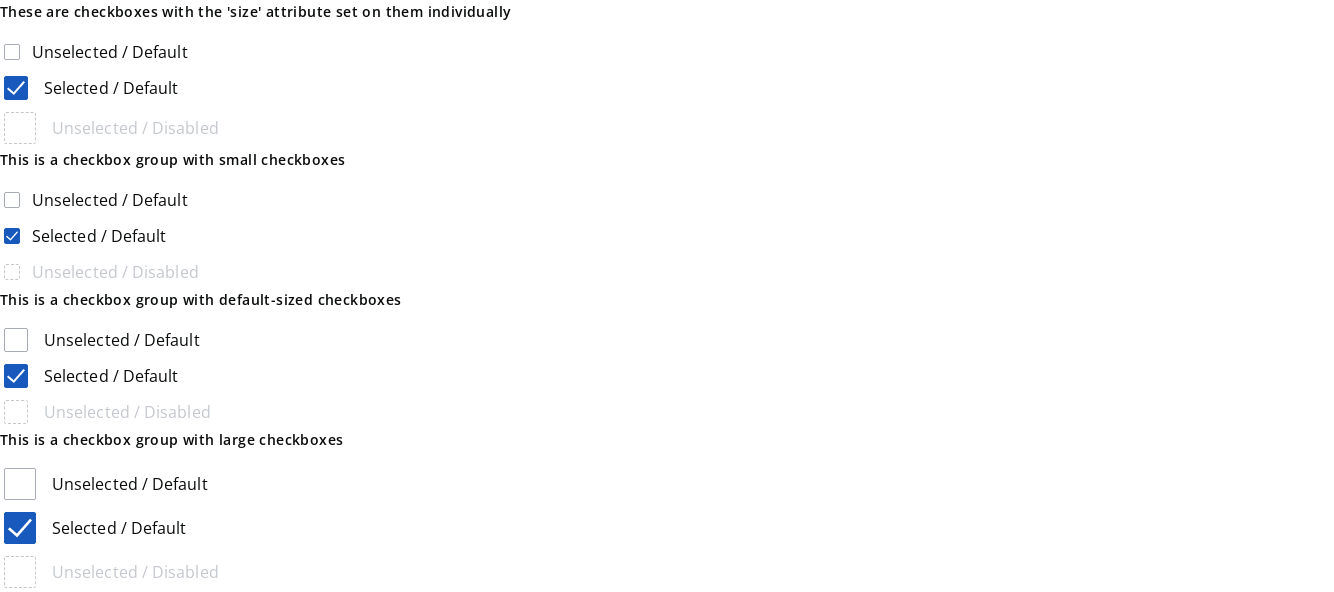 These are checkboxes with the 'size' attribute set on them individually
Unselected / Default
Selected / Default
Unselected / Disabled
This is a checkbox group with small checkboxes
Unselected / Default
Selected / Default
Unselected / Disabled
This is a checkbox group with default-sized checkboxes
Unselected / Default
Selected / Default
Unselected / Disabled
This is a checkbox group with large checkboxes
Unselected / Default
Selected / Default
Unselected / Disabled